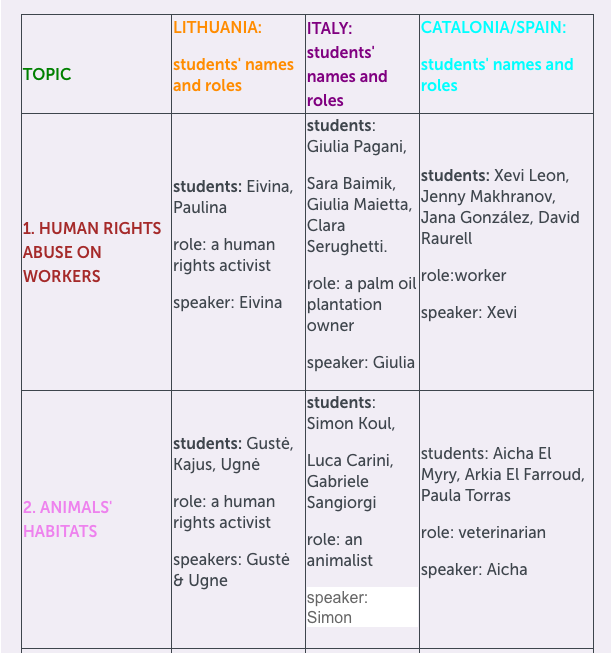 TOPIC
LITHUANIA:
students' names
and roles
ITALY:
students'
names and
roles
CATALONIA/SPAIN:
students' names and
roles
1. HUMAN RIGHTS
ABUSE ON
WORKERS
students: Eivina,
Paulina
role: a human
rights activist
speaker: Eivina
students:
Giulia Pagani,
Sara Baimik,
Giulia Maietta,
Clara
Serughetti.
role: a palm oil
plantation
owner
speaker: Giulia
students: Xevi Leon,
Jenny Makhranov,
Jana González, David
Raurell
role:worker
speaker: Xevi
2. ANIMALS'
HABITATS
students: Gustė,
Kajus, Ugnė
role: a human
rights activist
speakers: Gustė
& Ugne
students:
Simon Koul,
Luca Carini,
Gabriele
Sangiorgi
role: an
animalist
speaker:
Simon
students: Aicha El
Myry, Arkia El Farroud,
Paula Torras
role: veterinarian
speaker: Aicha